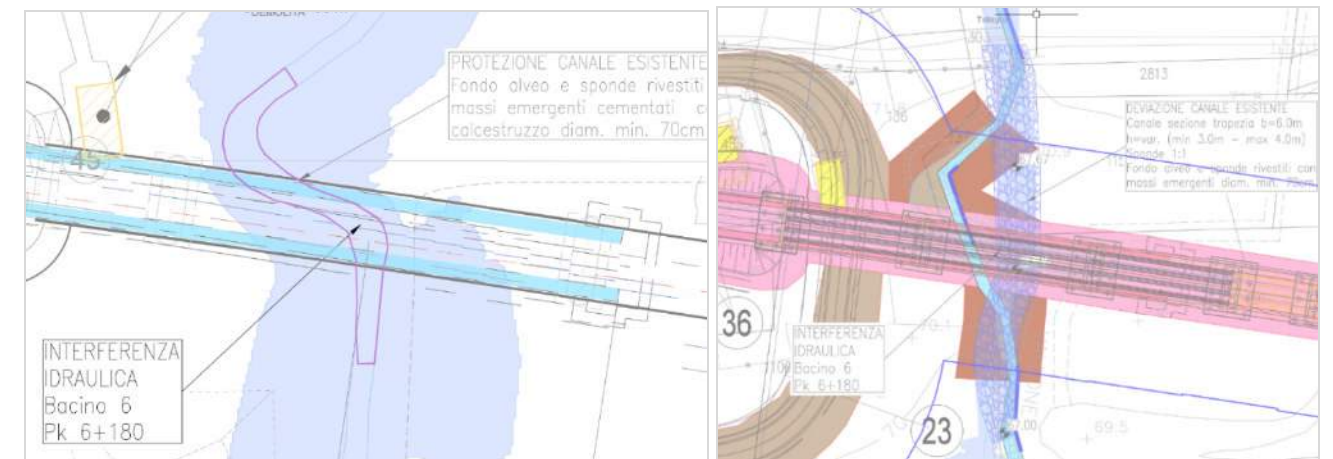 DEMOLITA
PROTEZIONE CANALE ESISTENTE
Fondo alveo e sponde rivestiti
massi emergenti cementati c
calcestruzzo diam. min. 70cm
45
INTERFERENZA
IDRAULICA
Bacino 6
Pk 6+180
2813
DEVIAZIONE CANALE ESISTENTE
Canale sezione trapezia b=6.0m
h=var. (min 3.0m - max 4.0m)
Sponde 1:1
Fondo alveo e sponde rivestiti con
massi emergenti diam. min. 70cm
36
INTERFERENZA
IDRAULICA
Bacino 6
Pk 6+180
23
69.5